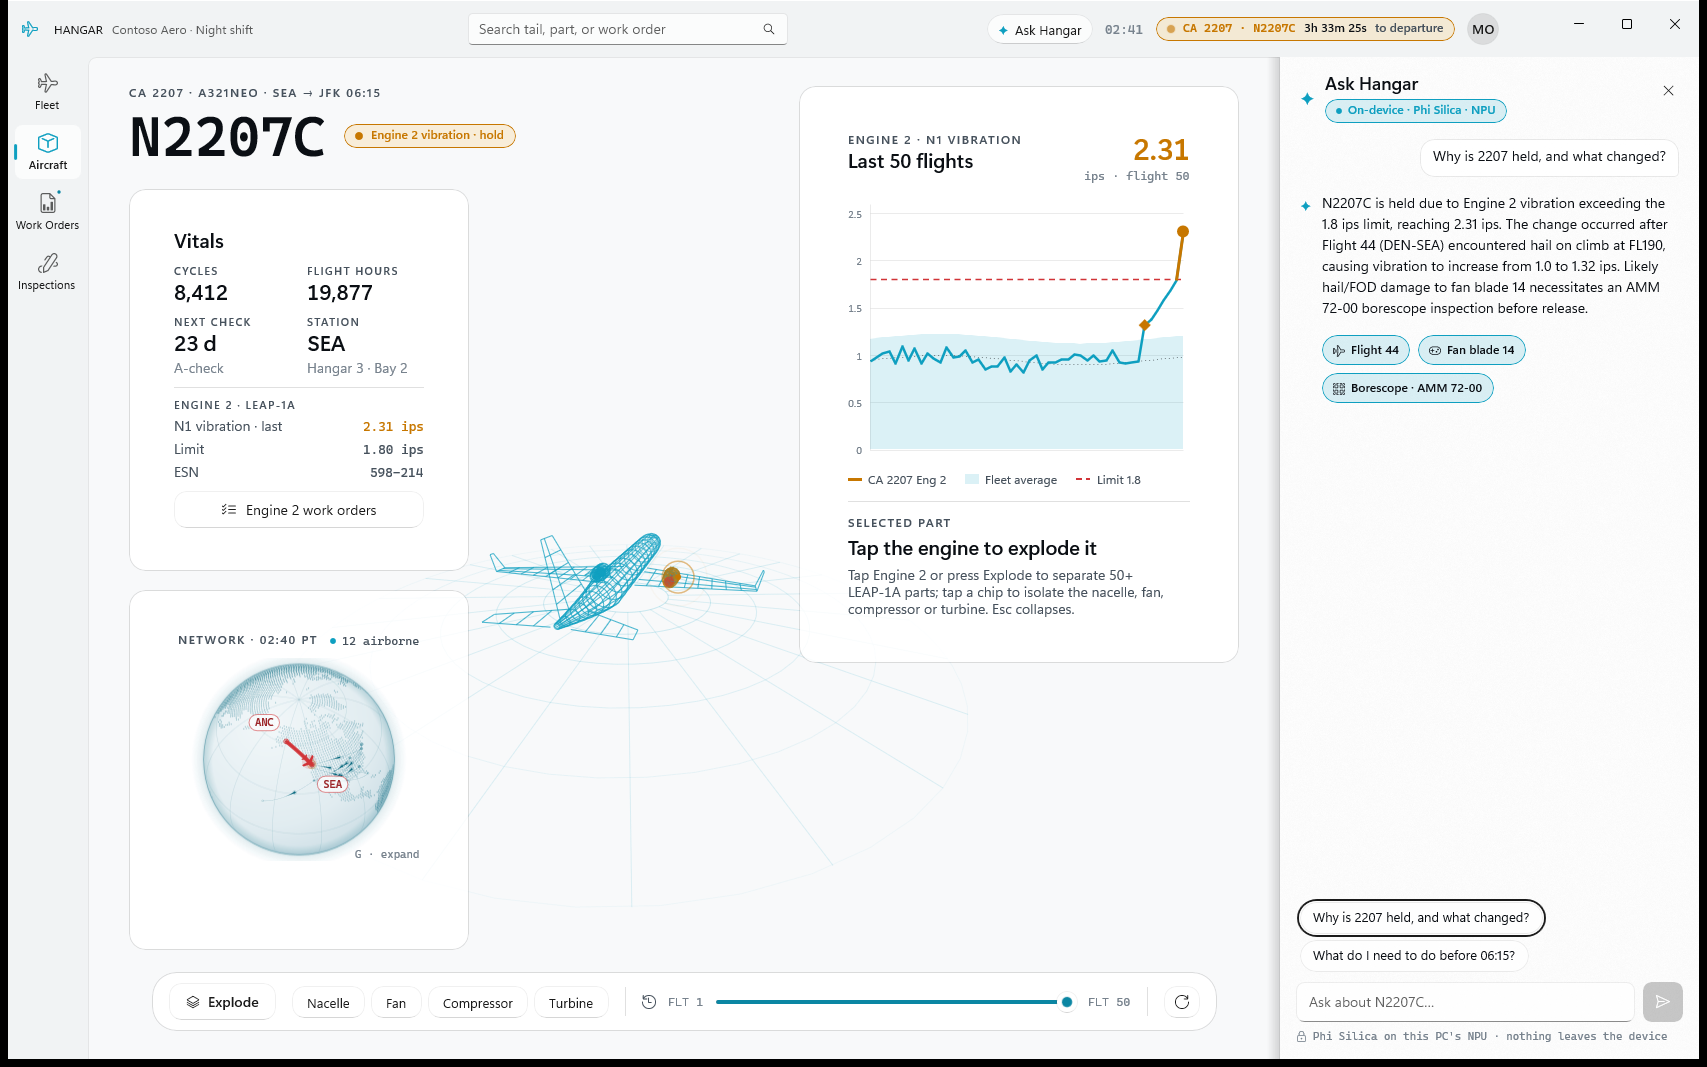 HANGAR Contoso Aero · Night shift
Search tail, part, or work order
Ask Hangar
02:41
CA 2207 · N2207C 3h 33m 25s to departure
MO
Fleet
Aircraft
Work Orders
Inspections
CA 2207 · A321NEO · SEA → JFK 06:15
N2207C
Engine 2 vibration · hold
Vitals
CYCLES
8,412
FLIGHT HOURS
19,877
NEXT CHECK
23 d
A-check
STATION
SEA
Hangar 3 · Bay 2
ENGINE 2 · LEAP-1A
N1 vibration · last 2.31 ips
Limit 1.80 ips
ESN 598-214
Engine 2 work orders
NETWORK · 02:40 PT
12 airborne
ANC
SEA
G · expand
ENGINE 2 · N1 VIBRATION
Last 50 flights
2.31
ips · flight 50
2.5
2
1.5
1
0.5
0
CA 2207 Eng 2
Fleet average
Limit 1.8
SELECTED PART
Tap the engine to explode it
Tap Engine 2 or press Explode to separate 50+
LEAP-1A parts; tap a chip to isolate the nacelle, fan,
compressor or turbine. Esc collapses.
Explode
Nacelle
Fan
Compressor
Turbine
FLT 1
FLT 50
Ask Hangar
On-device · Phi Silica · NPU
Why is 2207 held, and what changed?
N2207C is held due to Engine 2 vibration exceeding the
1.8 ips limit, reaching 2.31 ips. The change occurred after
Flight 44 (DEN-SEA) encountered hail on climb at FL190,
causing vibration to increase from 1.0 to 1.32 ips. Likely
hail/FOD damage to fan blade 14 necessitates an AMM
72-00 borescope inspection before release.
Flight 44
Fan blade 14
Borescope · AMM 72-00
Why is 2207 held, and what changed?
What do I need to do before 06:15?
Ask about N2207C...
Phi Silica on this PC's NPU · nothing leaves the device